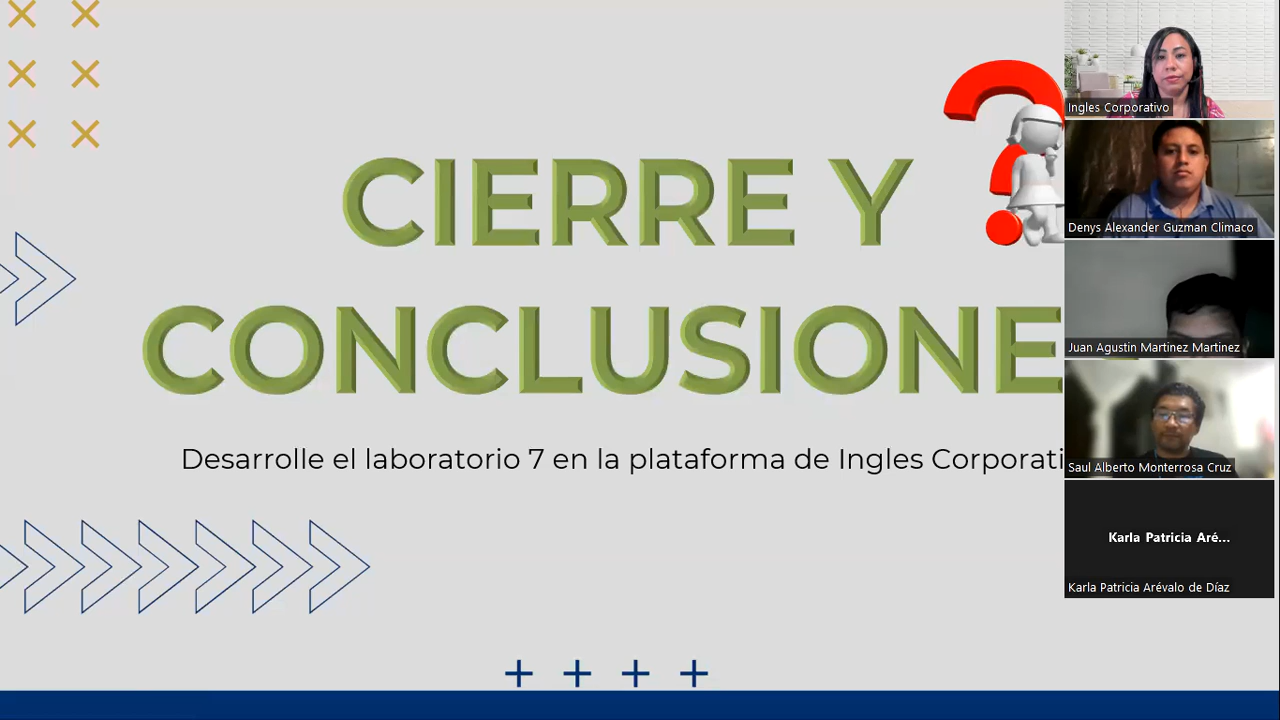 CIERRE Y
CONCLUSIONE
Desarrolle el laboratorio 7 en la plataforma de Ingles Corporati
Ingles Corporativo
Denys Alexander Guzman Climaco
Juan Agustin Martinez Martinez
Saul Alberto Monterrosa Cruz
Karla Patricia Aré...
Karla Patricia Arévalo de Díaz